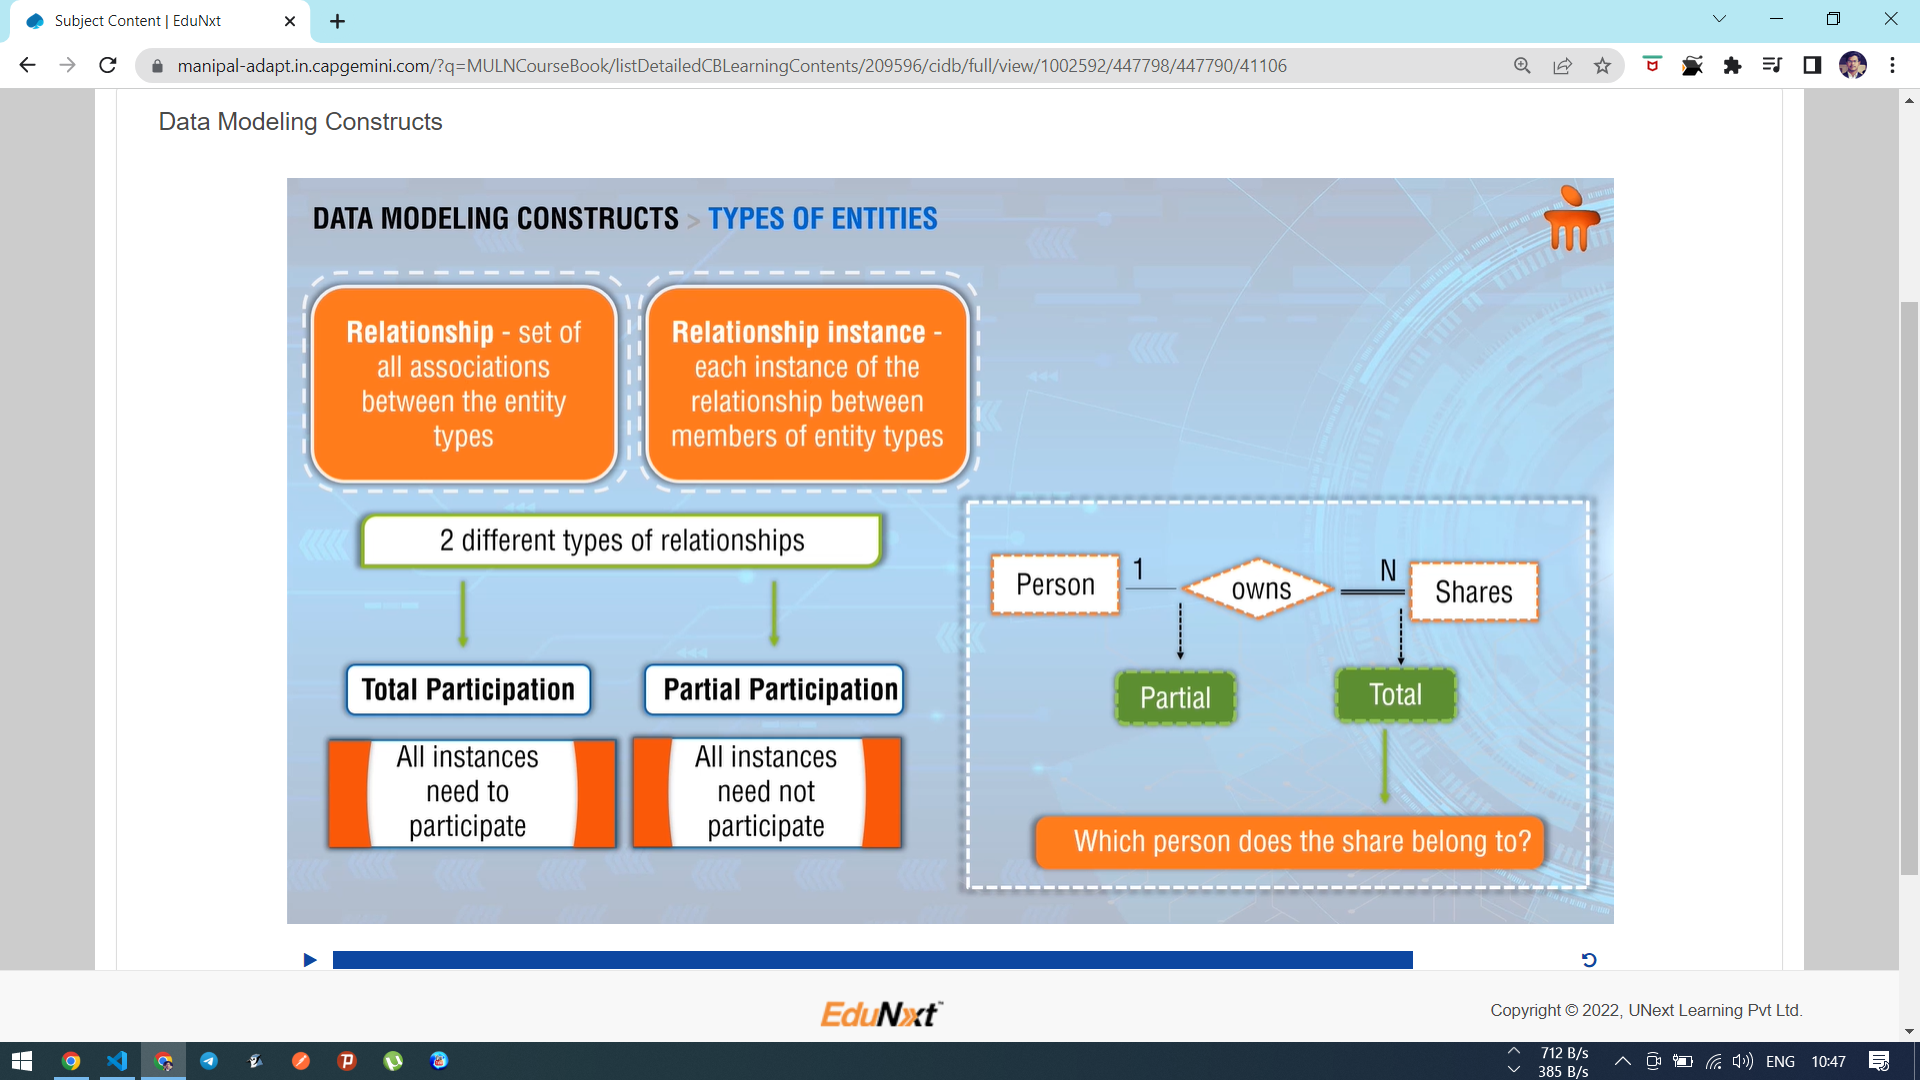 Subject Content | EduNxt
manipal-adapt.in.capgemini.com/?q=MULNCourseBook/listDetailedCBLearningContents/209596/cidb/full/view/1002592/447798/447790/41106
Data Modeling Constructs
DATA MODELING CONSTRUCTS > TYPES OF ENTITIES
Relationship - set of
all associations
between the entity
types
Relationship instance -
each instance of the
relationship between
members of entity types
2 different types of relationships
Total Participation
Partial Participation
All instances
need to
participate
All instances
need not
participate
Person
1
owns
N
Shares
Partial
Total
Which person does the share belong to?
EduNxt™
Copyright © 2022, UNext Learning Pvt Ltd.
712 B/s
385 B/s
ENG
10:47